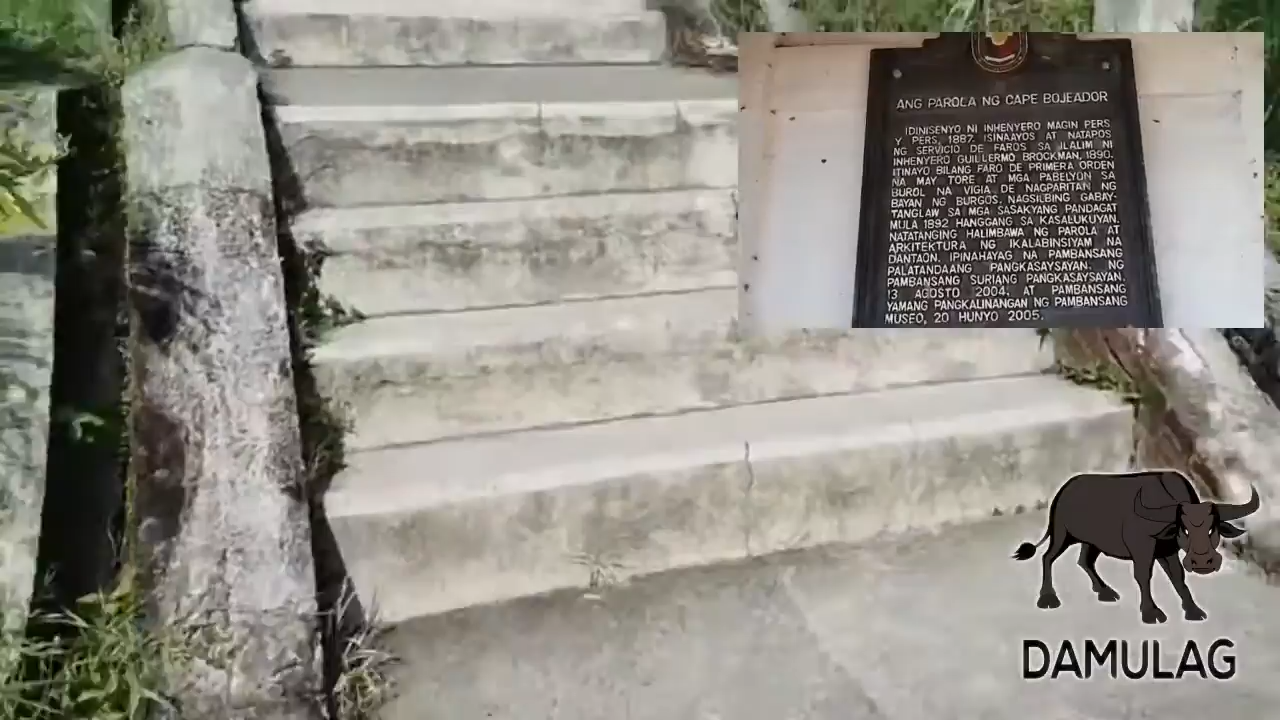 ANG PAROLA NG CAPE BOJEADOR
IDINISENYO NI INHENYERO MAGIN PERS
Y PERS, 1887. ISINAAYOS AT NATAPOS
NG SERVICIO DE FAROS SA ILALIM NI
INHENYERO GUILLERMO BROCKMAN, 1890.
ITINAYO BILANG FARO DE PRIMERA ORDEN
NA MAY TORE AT MGA PABELYON SA
BUROL NA VIGIA DE NAGPARITAN NG
BAYAN NG BURGOS. NAGSILBING GABAY-
TANGLAW SA MGA SASAKYANG PANDAGAT
MULA 1892 HANGGANG SA KASALUKUYAN.
NATATANGING HALIMBAWA NG PAROLA AT
ARKITEKTURA NG IKALABINSIYAM NA
DANTAON. IPINAHAYAG NA PAMBANSANG
PALATANDAANG PANGKASAYSAYAN, NG
PAMBANSANG SURIANG PANGKASAYSAYAN,
13 AGOSTO 2004, AT PAMBANSANG
YAMANG PANGKALINANGAN NG PAMBANSANG
MUSEO, 20 HUNYO 2005.
DAMULAG